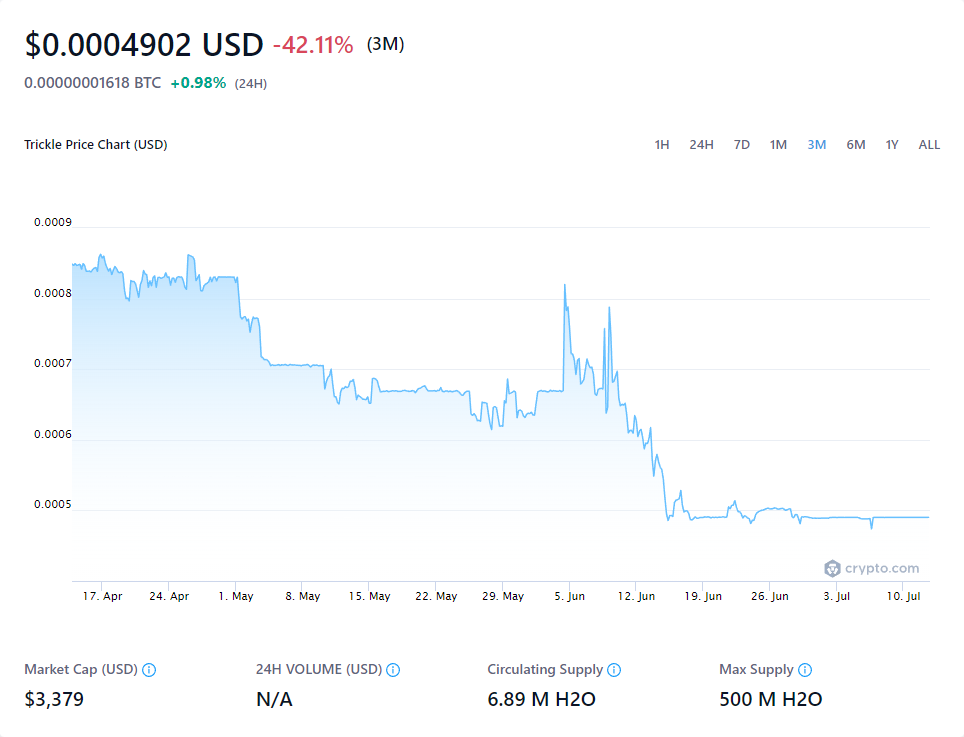 $0.0004902 USD -42.11% (3M)
0.00000001618 BTC +0.98% (24H)
Trickle Price Chart (USD) 1H 24H 7D 1M 3M 6M 1Y ALL
0.0009
0.0008
0.0007
0.0006
0.0005
crypto.com
17. Apr 24. Apr 1. May 8. May 15. May 22. May 29. May 5. Jun 12. Jun 19. Jun 26. Jun 3. Jul 10. Jul
Market Cap (USD) 24H VOLUME (USD) Circulating Supply Max Supply
$3,379 N/A 6.89 M H2O 500 M H2O